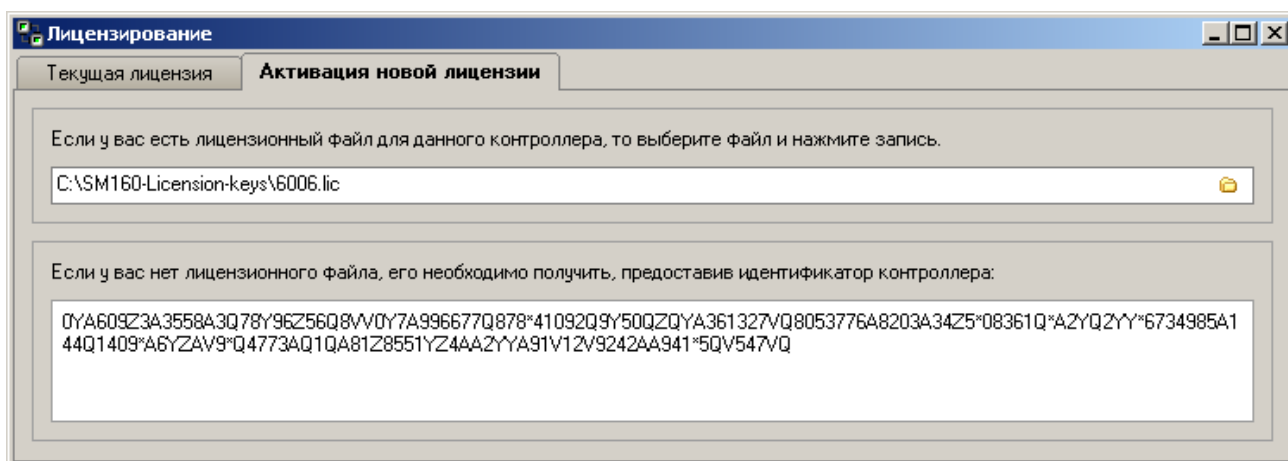 Лицензирование
Текущая лицензия
Активация новой лицензии
Если у вас есть лицензионный файл для данного контроллера, то выберите файл и нажмите запись.
C:\SM160-Licension-keys\6006.lic
Если у вас нет лицензионного файла, его необходимо получить, предоставив идентификатор контроллера:
0YA609Z3A3558A3Q78Y96Z56Q8VV0Y7A996677Q878*41092Q9Y50QZQYA361327VQ8053776A8203A34Z5*08361Q*A2YQ2YY*6734985A1
44Q1409*A6YZAV9*Q4773AQ1QA81Z8551YZ4AA2YYA91V12V9242AA941*5QV547VQ